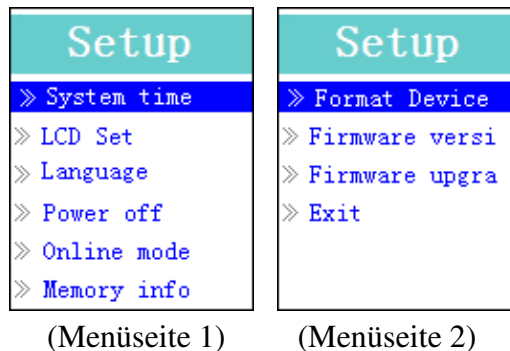 Setup
» System time
» LCD Set
» Language
» Power off
» Online mode
» Memory info
(Menüseite 1)
Setup
» Format Device
» Firmware versi
» Firmware upgra
» Exit
(Menüseite 2)